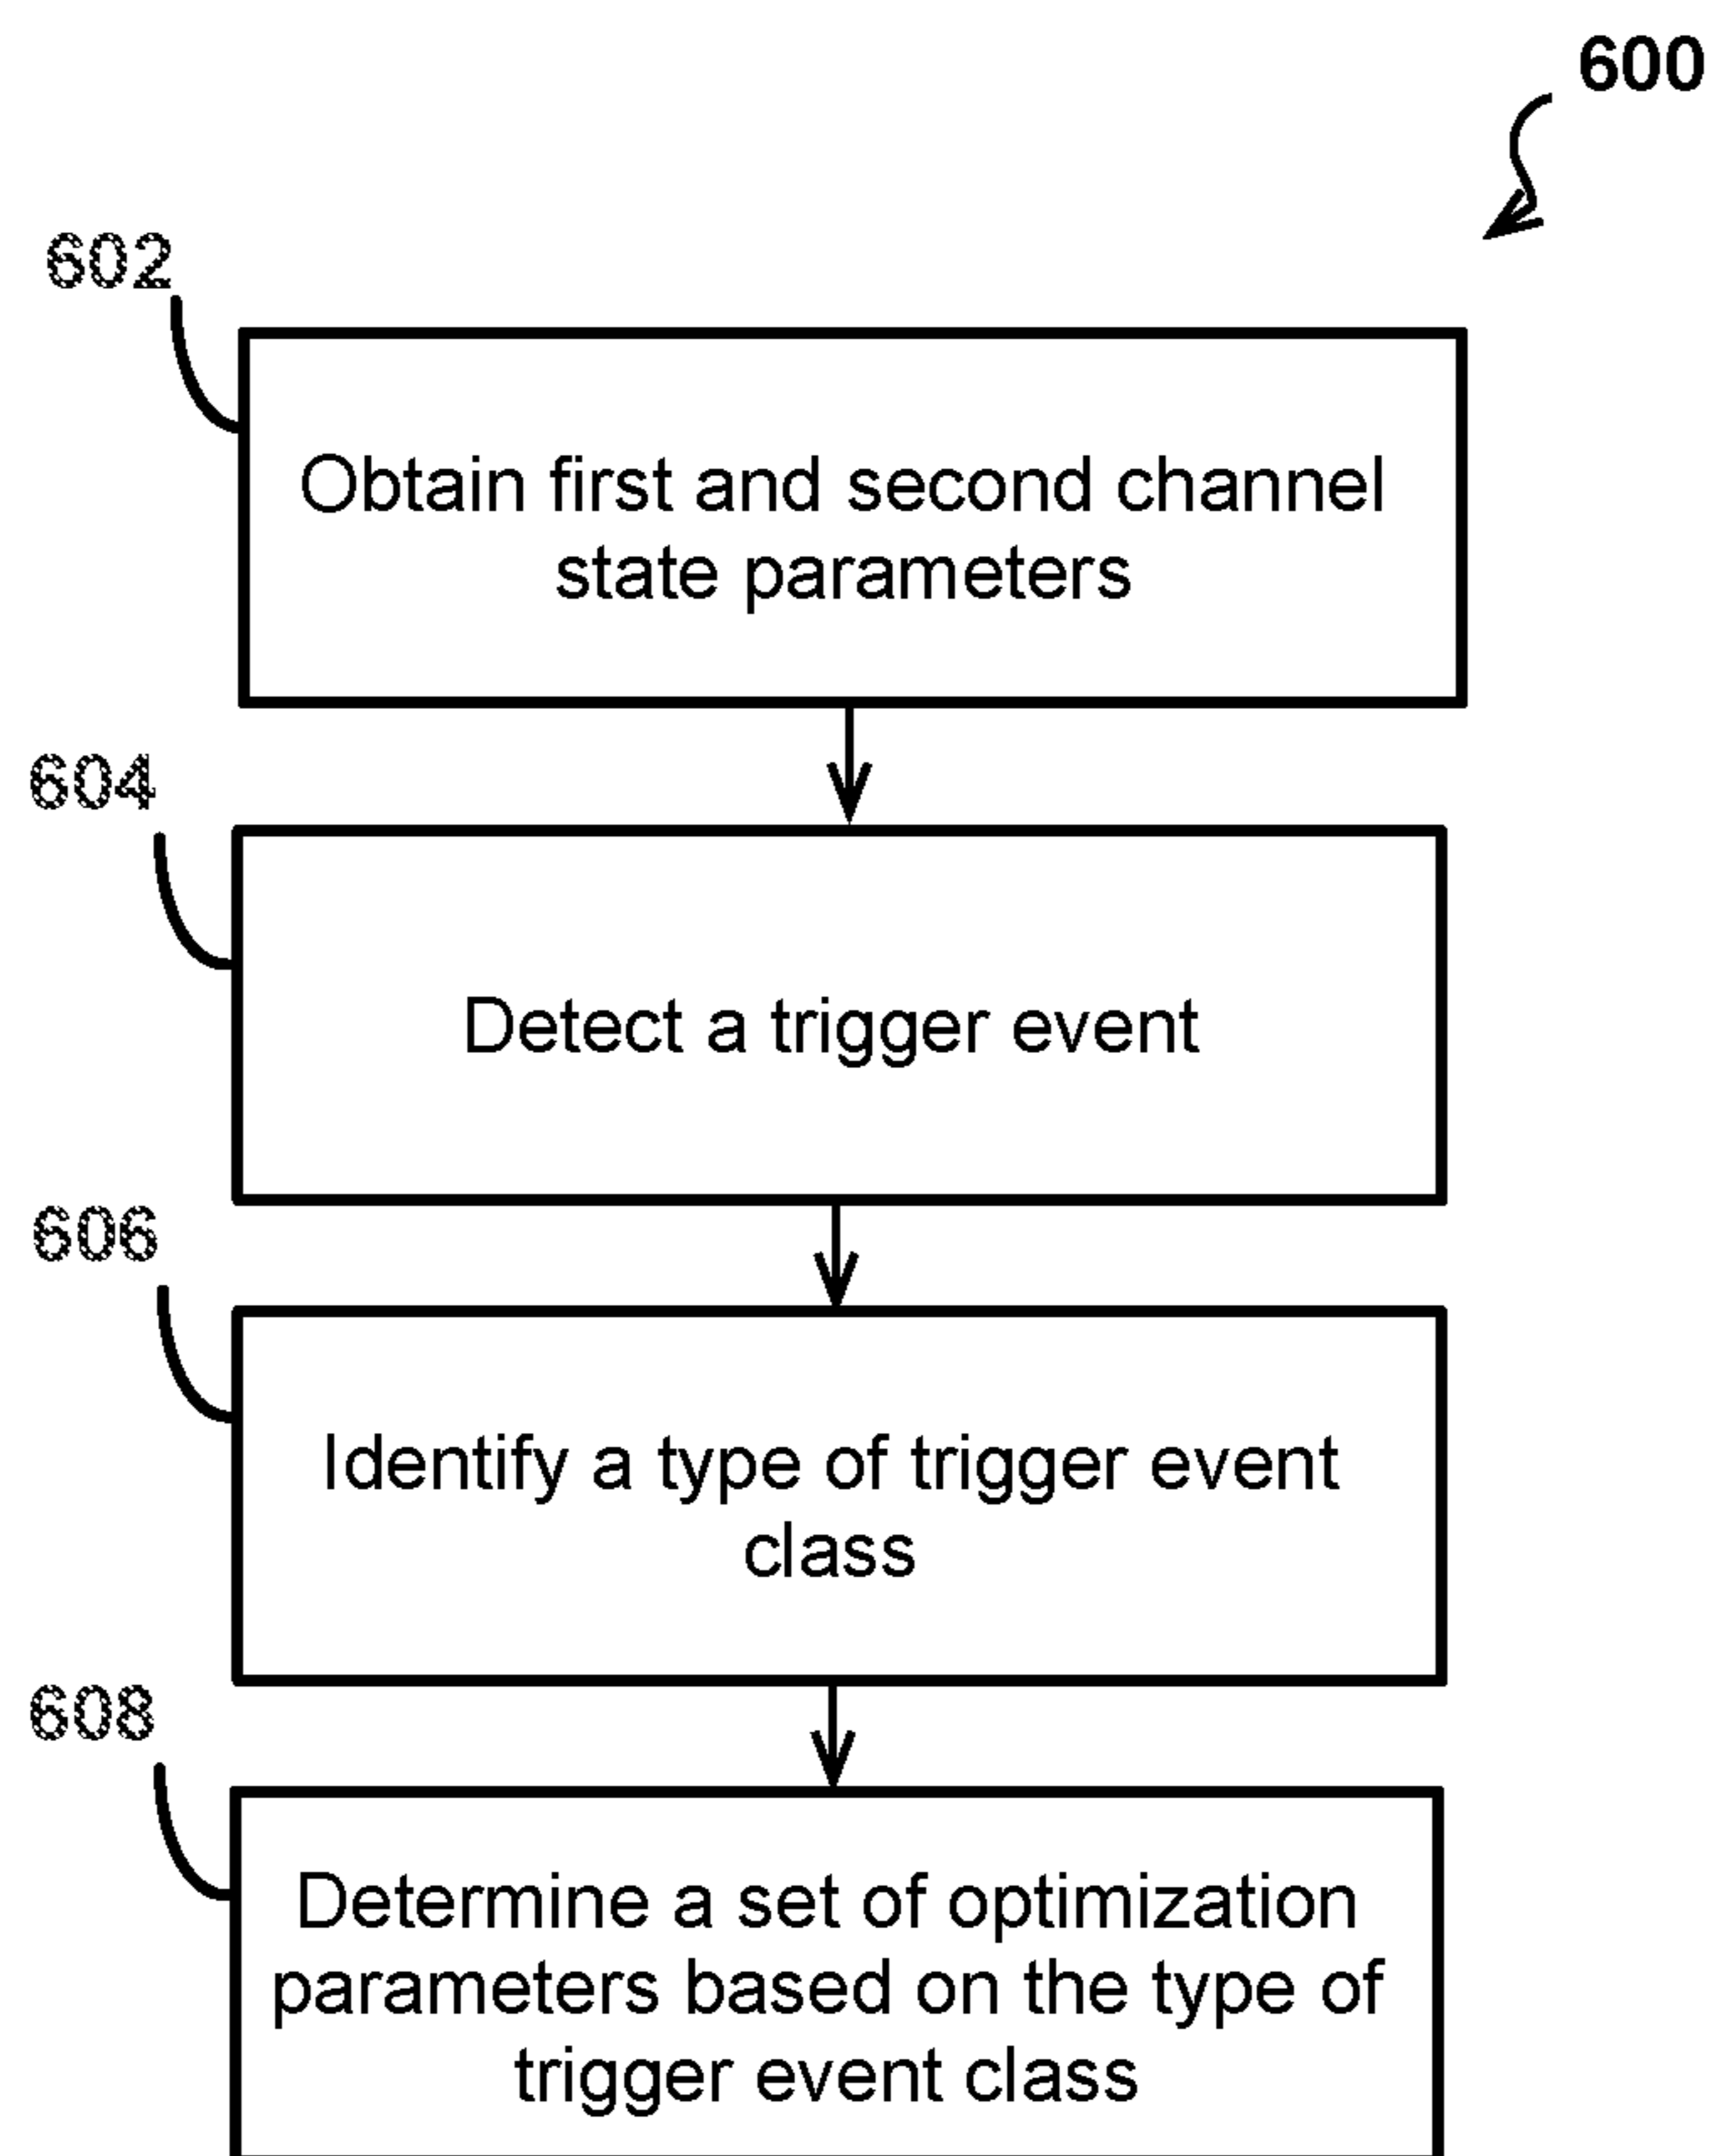 600
602
Obtain first and second channel
state parameters
604
Detect a trigger event
606
Identify a type of trigger event
class
608
Determine a set of optimization
parameters based on the type of
trigger event class